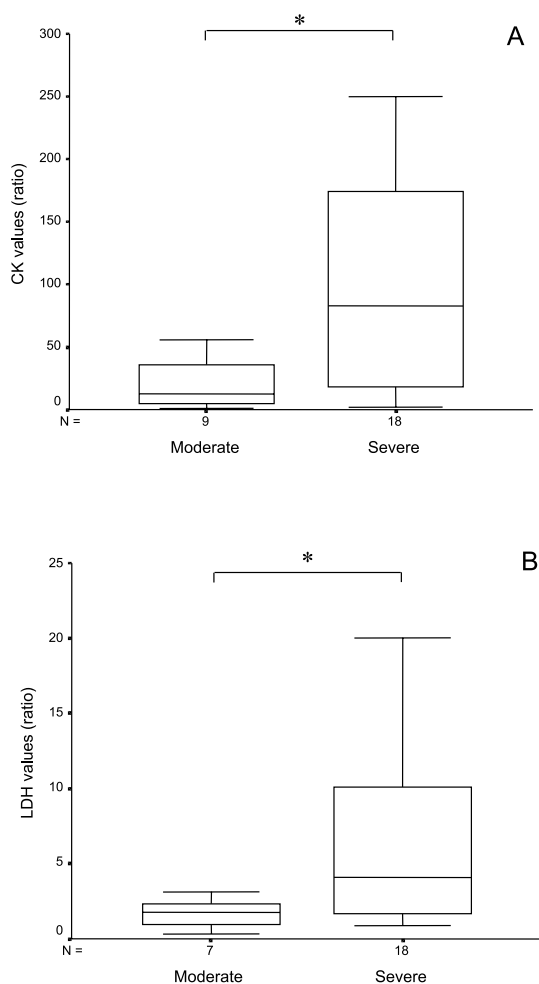 *
A
300
250
200
150
100
50
0
CK values (ratio)
N = 9 18
Moderate Severe
*
B
25
20
15
10
5
0
LDH values (ratio)
N = 7 18
Moderate Severe